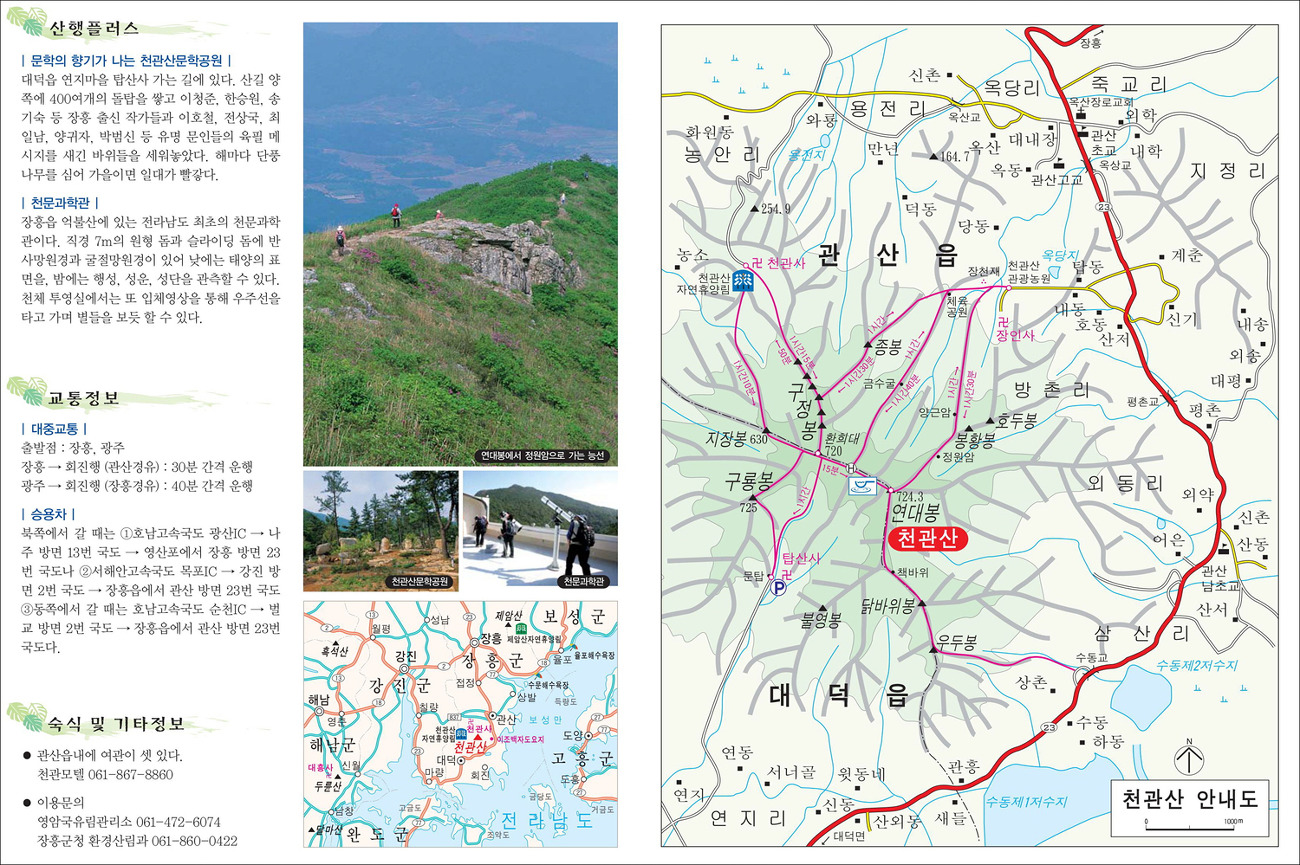 산행플러스
| 문학의 향기가 나는 천관산문학공원 |
대덕읍 연지마을 탑산사 가는 길에 있다. 산길 양
쪽에 400여개의 돌탑을 쌓고 이청준, 한승원, 송
기숙 등 장흥 출신 작가들과 이호철, 전상국, 최
일남, 양귀자, 박범신 등 유명 문인들의 육필 메
시지를 새긴 바위들을 세워놓았다. 해마다 단풍
나무를 심어 가을이면 일대가 빨갛다.
| 천문과학관 |
장흥읍 억불산에 있는 전라남도 최초의 천문과학
관이다. 직경 7m의 원형 돔과 슬라이딩 돔에 반
사망원경과 굴절망원경이 있어 낮에는 태양의 표
면을, 밤에는 행성, 성운, 성단을 관측할 수 있다.
천체 투영실에서는 또 입체영상을 통해 우주선을
타고 가며 별들을 보듯 할 수 있다.
교통정보
| 대중교통 |
출발점 : 장흥, 광주
장흥 → 회진행 (관산경유) : 30분 간격 운행
광주 → 회진행 (장흥경유) : 40분 간격 운행
| 승용차 |
북쪽에서 갈 때는 ①호남고속국도 광산IC → 나
주 방면 13번 국도 → 영산포에서 장흥 방면 23
번 국도나 ②서해안고속국도 목포IC → 강진 방
면 2번 국도 → 장흥읍에서 관산 방면 23번 국도
③동쪽에서 갈 때는 호남고속국도 순천IC → 벌
교 방면 2번 국도 → 장흥읍에서 관산 방면 23번
국도다.
숙식 및 기타정보
● 관산읍내에 여관이 셋 있다.
천관모텔 061-867-8860
● 이용문의
영암국유림관리소 061-472-6074
장흥군청 환경산림과 061-860-0422
연대봉에서 정원암으로 가는 능선
천관산문학공원
천문과학관
제암산
보성군
성남
월평
장흥
제암산자연휴양림
흑석산
강진
장흥군
율포
율포해수욕장
강진군
접정
수문해수욕장
해남
칠량
상발
득량도
영춘
837
관산
보성만
천관산
자연휴양림
천관사
이조백자도요지
도양
해남군
천관산
대흥사
신월
대덕
고흥군
두륜산
마량
회진
도흥
남창
고금도
금당도
거금도
달마산
완도군
조약도
전라남도
장흥
신촌
옥당리
죽교리
용전리
옥산교
옥산장로교회
외학
와룡
화원동
농안리
용전지
만년
164.7
옥산
대내장
관산
초교
내학
옥상교
옥동
관산고교
지정리
254.9
덕동
당동
23
농소
천관사
관산읍
옥당지
계춘
천관산
자연휴양림
장천재
천관산
관광농원
탑동
체육
공원
장인사
내동
호동
산저
신기
내송
외송
대평
1시간
1시간15분
50분
1시간10분
종봉
1시간30분
1시간
금수굴
1시간40분
1시간
1시간30분
방촌리
평촌교
평촌
구정봉
양근암
호두봉
봉황봉
지장봉 630
환희대
720
정원암
15분
구룡봉
725
724.3
연대봉
천관산
외동리
외약
1시간
신촌
어은
산동
탑산사
문탑
P
책바위
관산
남초교
닭바위봉
불영봉
산서
우두봉
삼산리
수동교
수동제2저수지
상촌
대덕읍
23
수동
하동
연동
서너골
윗동네
관흥
연지
신동
수동제1저수지
연지리
산외동
새들
대덕면
N
천관산 안내도
0 1000m